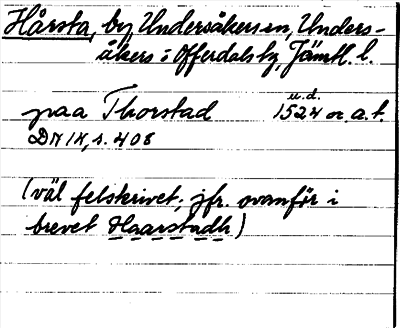 Hårsta, by, Undersåkers sn, Unders-
åkers o Offerdals tg, Jämtl. l.
u.d.
paa Thorstad 1524 or. a.t.
DN IX, s. 408
(väl felskrivet; jfr. ovanför i
brevet Haarstadh)